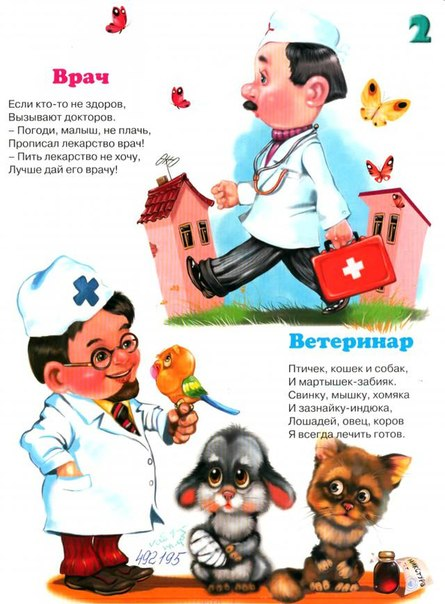 2
Врач
Если кто-то не здоров,
Вызывают докторов.
– Погоди, малыш, не плачь,
Прописал лекарство врач!
– Пить лекарство не хочу,
Лучше дай его врачу!
Ветеринар
Птичек, кошек и собак,
И мартышек-забияк.
Свинку, мышку, хомяка
И зазнайку-индюка,
Лошадей, овец, коров
Я всегда лечить готов.
492195